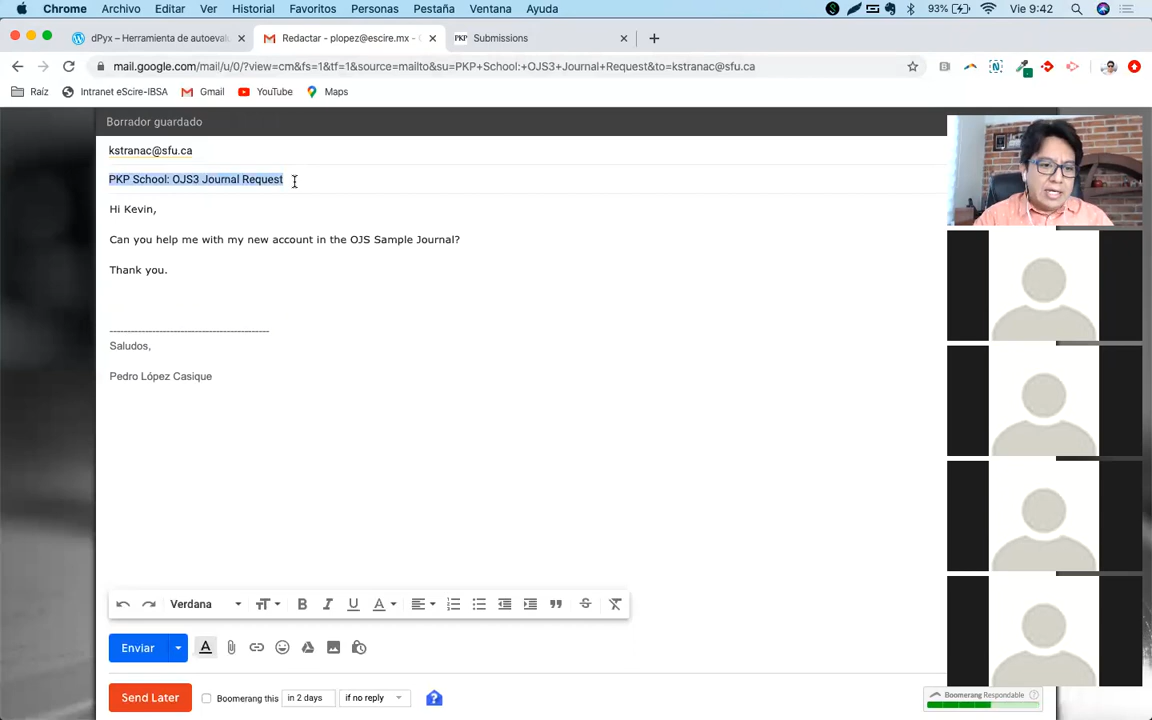 Chrome Archivo Editar Ver Historial Favoritos Personas Pestaña Ventana Ayuda 93% Vie 9:42
dPyx – Herramienta de autoevalu
Redactar - plopez@escire.mx -
PKP Submissions
mail.google.com/mail/u/0/?view=cm&fs=1&tf=1&source=mailto&su=PKP+School:+OJS3+Journal+Request&to=kstranac@sfu.ca
Raíz Intranet eScire-IBSA Gmail YouTube Maps
Borrador guardado
kstranac@sfu.ca
PKP School: OJS3 Journal Request
Hi Kevin,
Can you help me with my new account in the OJS Sample Journal?
Thank you.
--------------------------------------------
Saludos,
Pedro López Casique
Verdana
Enviar
Send Later Boomerang this in 2 days if no reply
Boomerang Respondable